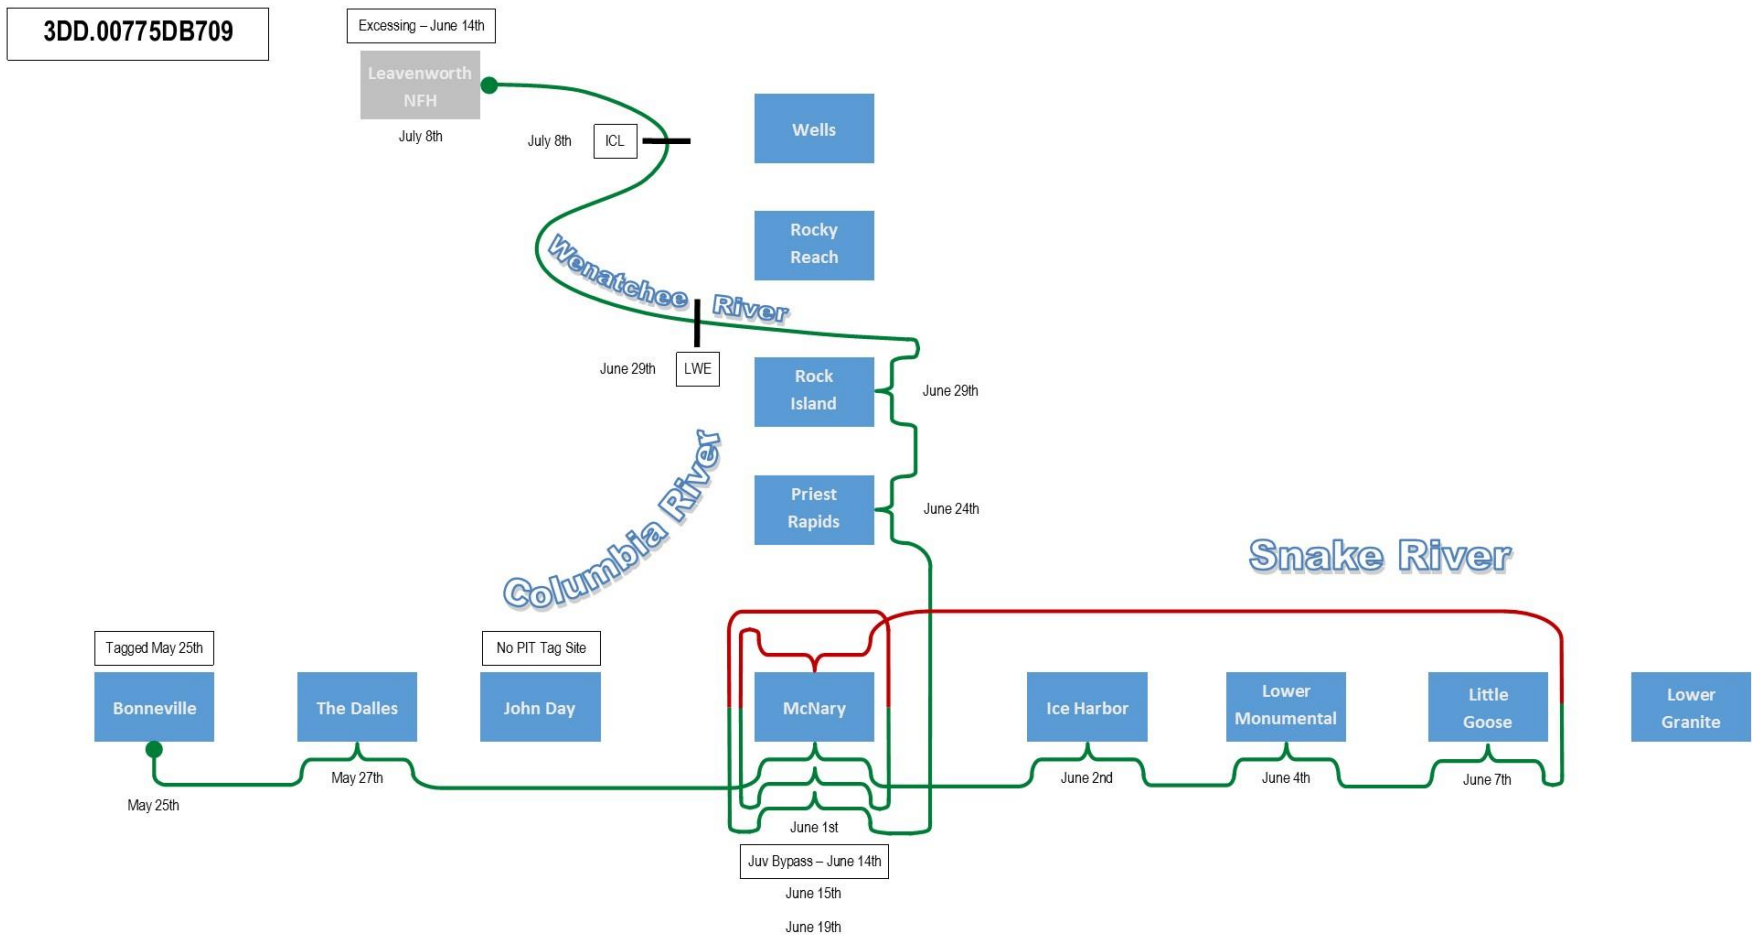 3DD.00775DB709
Excessing – June 14th
Leavenworth
NFH
July 8th
July 8th
ICL
Wells
Rocky
Reach
Wenatchee River
June 29th
LWE
Rock
Island
June 29th
Columbia River
Priest
Rapids
June 24th
Snake River
Tagged May 25th
No PIT Tag Site
Bonneville
The Dalles
John Day
McNary
Ice Harbor
Lower
Monumental
Little
Goose
Lower
Granite
May 25th
May 27th
June 1st
June 2nd
June 4th
June 7th
Juv Bypass – June 14th
June 15th
June 19th